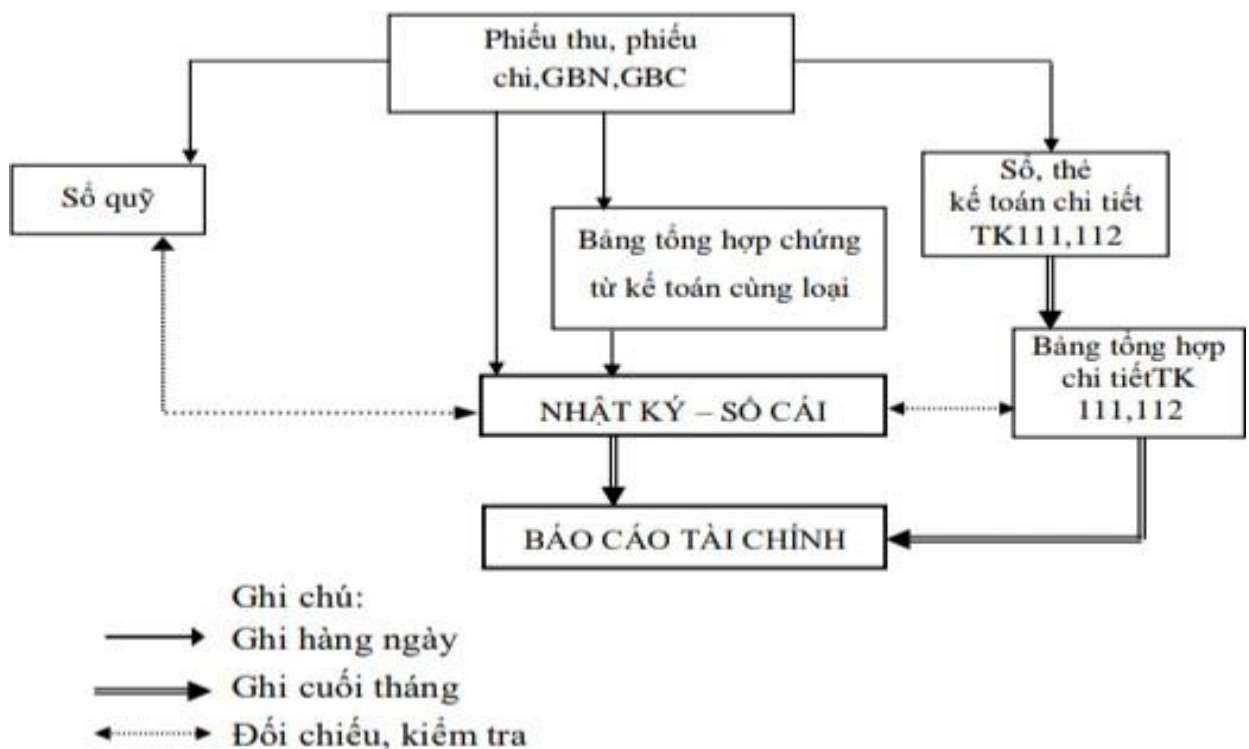 Phiếu thu, phiếu
chi,GBN,GBC
Sổ quỹ
Bảng tổng hợp chứng
từ kế toán cùng loại
Sổ, thẻ
kế toán chi tiết
TK111,112
Bảng tổng hợp
chi tiếtTK
111,112
NHẬT KÝ – SỔ CÁI
BÁO CÁO TÀI CHÍNH
Ghi chú:
Ghi hàng ngày
Ghi cuối tháng
Đối chiếu, kiểm tra